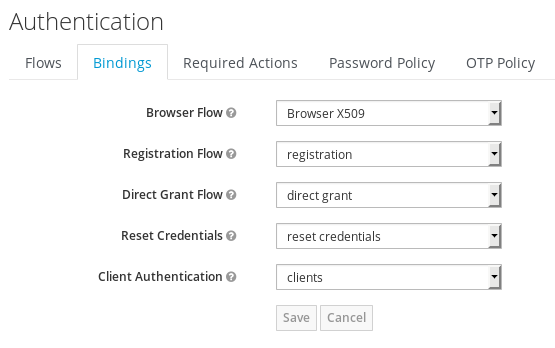 Authentication
Flows Bindings Required Actions Password Policy OTP Policy
Browser Flow ? Browser X509
Registration Flow ? registration
Direct Grant Flow ? direct grant
Reset Credentials ? reset credentials
Client Authentication ? clients
Save Cancel